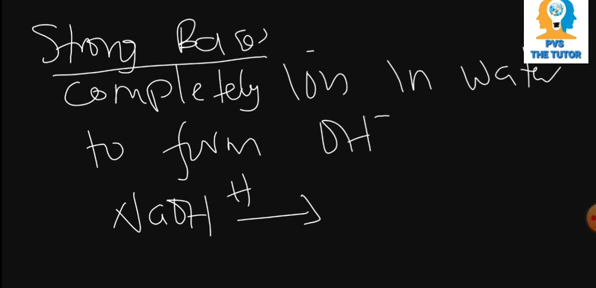 PVS
THE TUTOR
Strong Bases
completely Ion in water
to form OH⁻
NaOH H →